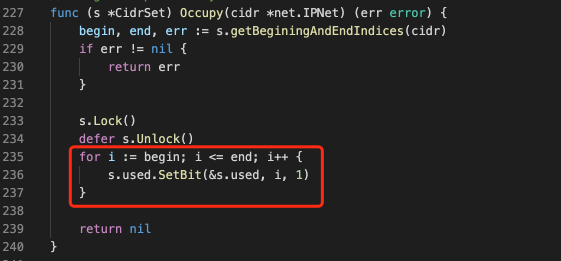 227 func (s *CidrSet) Occupy(cidr *net.IPNet) (err error) {
228 begin, end, err := s.getBeginingAndEndIndices(cidr)
229 if err != nil {
230 return err
231 }
232
233 s.Lock()
234 defer s.Unlock()
235 for i := begin; i <= end; i++ {
236 s.used.SetBit(&s.used, i, 1)
237 }
238
239 return nil
240 }